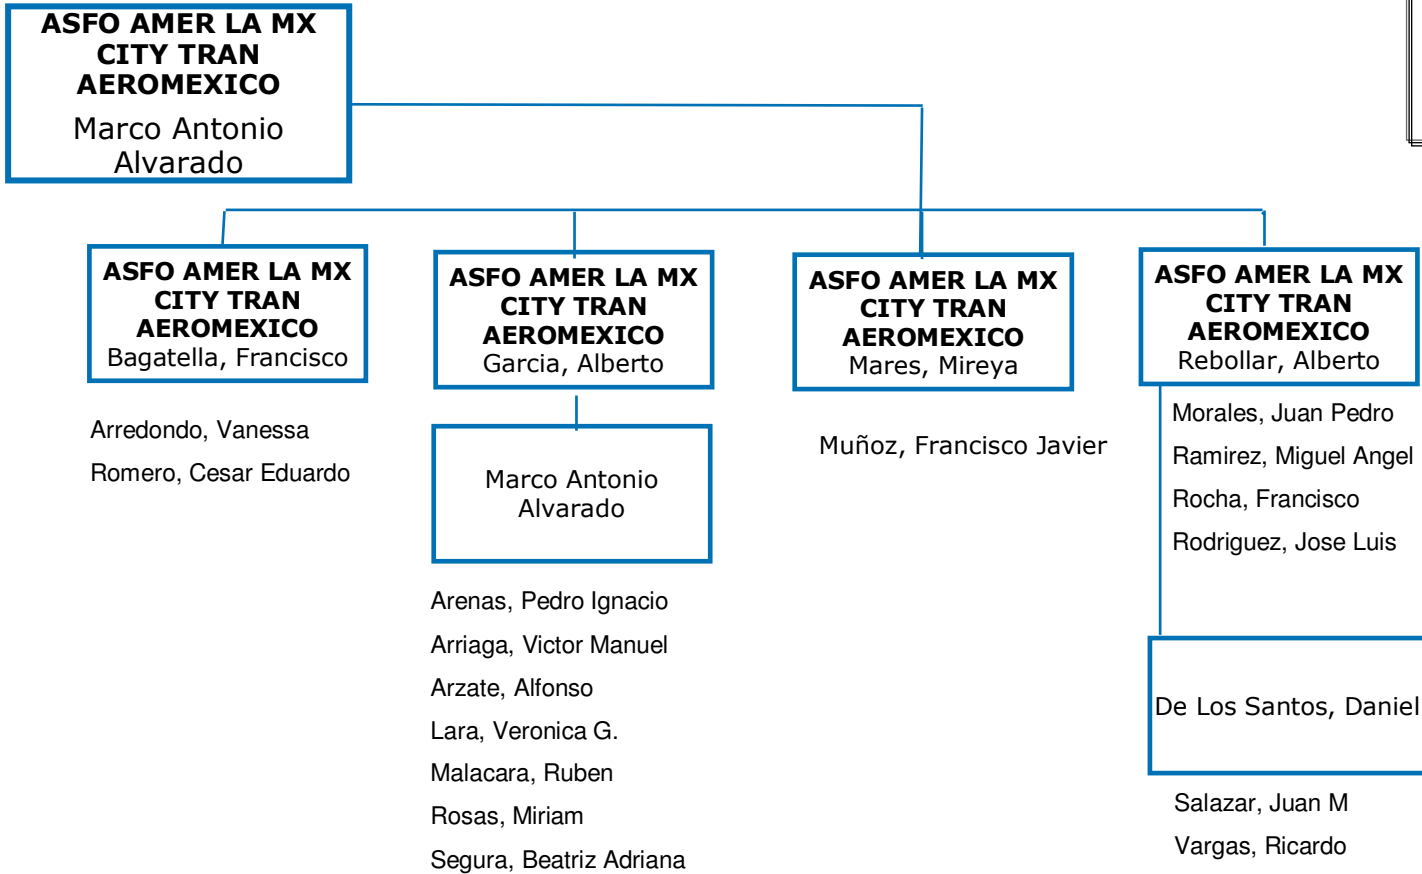 ASFO AMER LA MX
CITY TRAN
AEROMEXICO
Marco Antonio
Alvarado
ASFO AMER LA MX
CITY TRAN
AEROMEXICO
Bagatella, Francisco
Arredondo, Vanessa
Romero, Cesar Eduardo
ASFO AMER LA MX
CITY TRAN
AEROMEXICO
Garcia, Alberto
Marco Antonio
Alvarado
Arenas, Pedro Ignacio
Arriaga, Victor Manuel
Arzate, Alfonso
Lara, Veronica G.
Malacara, Ruben
Rosas, Miriam
Segura, Beatriz Adriana
ASFO AMER LA MX
CITY TRAN
AEROMEXICO
Mares, Mireya
Muñoz, Francisco Javier
ASFO AMER LA MX
CITY TRAN
AEROMEXICO
Rebollar, Alberto
Morales, Juan Pedro
Ramirez, Miguel Angel
Rocha, Francisco
Rodriguez, Jose Luis
De Los Santos, Daniel
Salazar, Juan M
Vargas, Ricardo